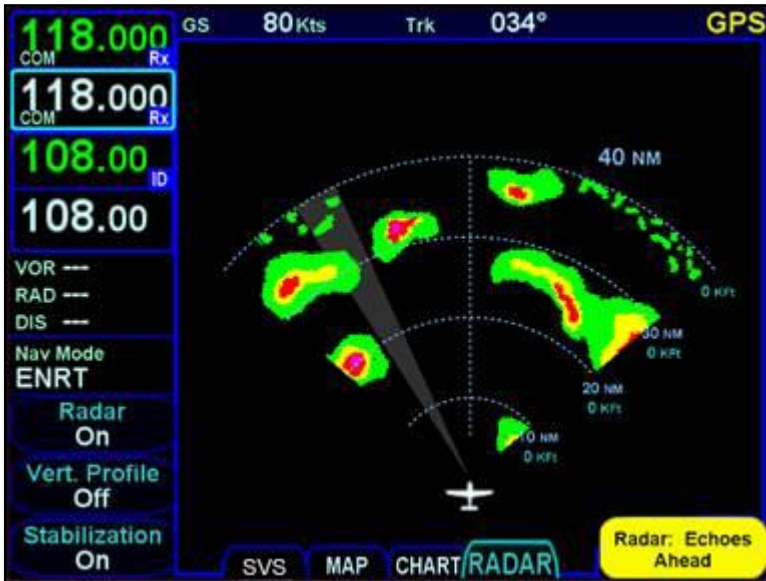 GS 80 Kts Trk 034° GPS
118.000
COM Rx
118.000
COM Rx
108.00
ID
108.00
VOR ---
RAD ---
DIS ---
Nav Mode
ENRT
Radar
On
Vert. Profile
Off
Stabilization
On
40 NM
0 KFt
30 NM
0 KFt
20 NM
0 KFt
10 NM
0 KFt
SVS MAP CHART RADAR
Radar: Echoes
Ahead